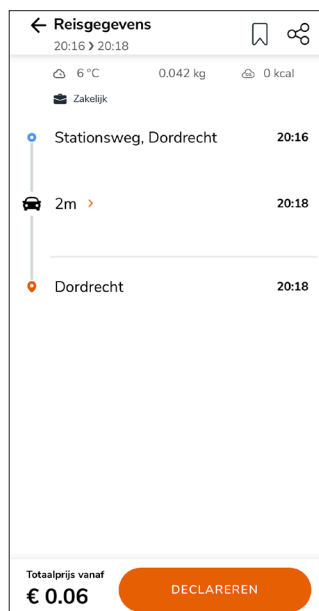 Reisgegevens
20:16 > 20:18
6 °C 0.042 kg 0 kcal
Zakelijk
Stationsweg, Dordrecht 20:16
2m > 20:18
Dordrecht 20:18
Totaalprijs vanaf
€ 0.06
DECLAREREN